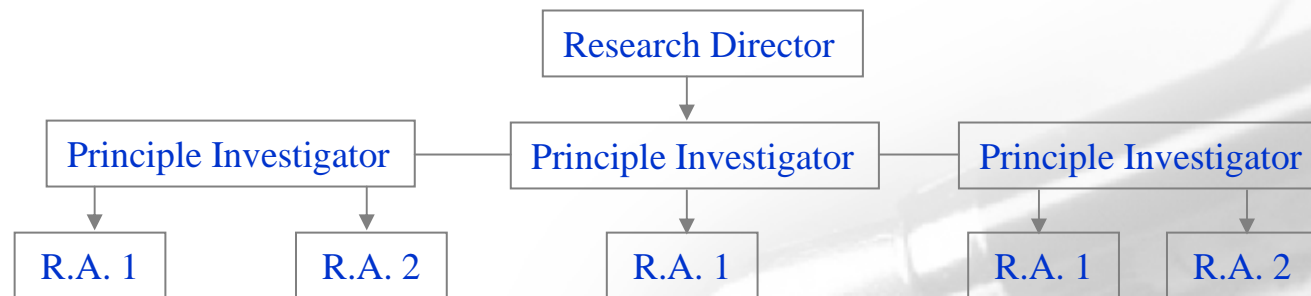 Research Director
Principle Investigator
Principle Investigator
Principle Investigator
R.A. 1
R.A. 2
R.A. 1
R.A. 1
R.A. 2